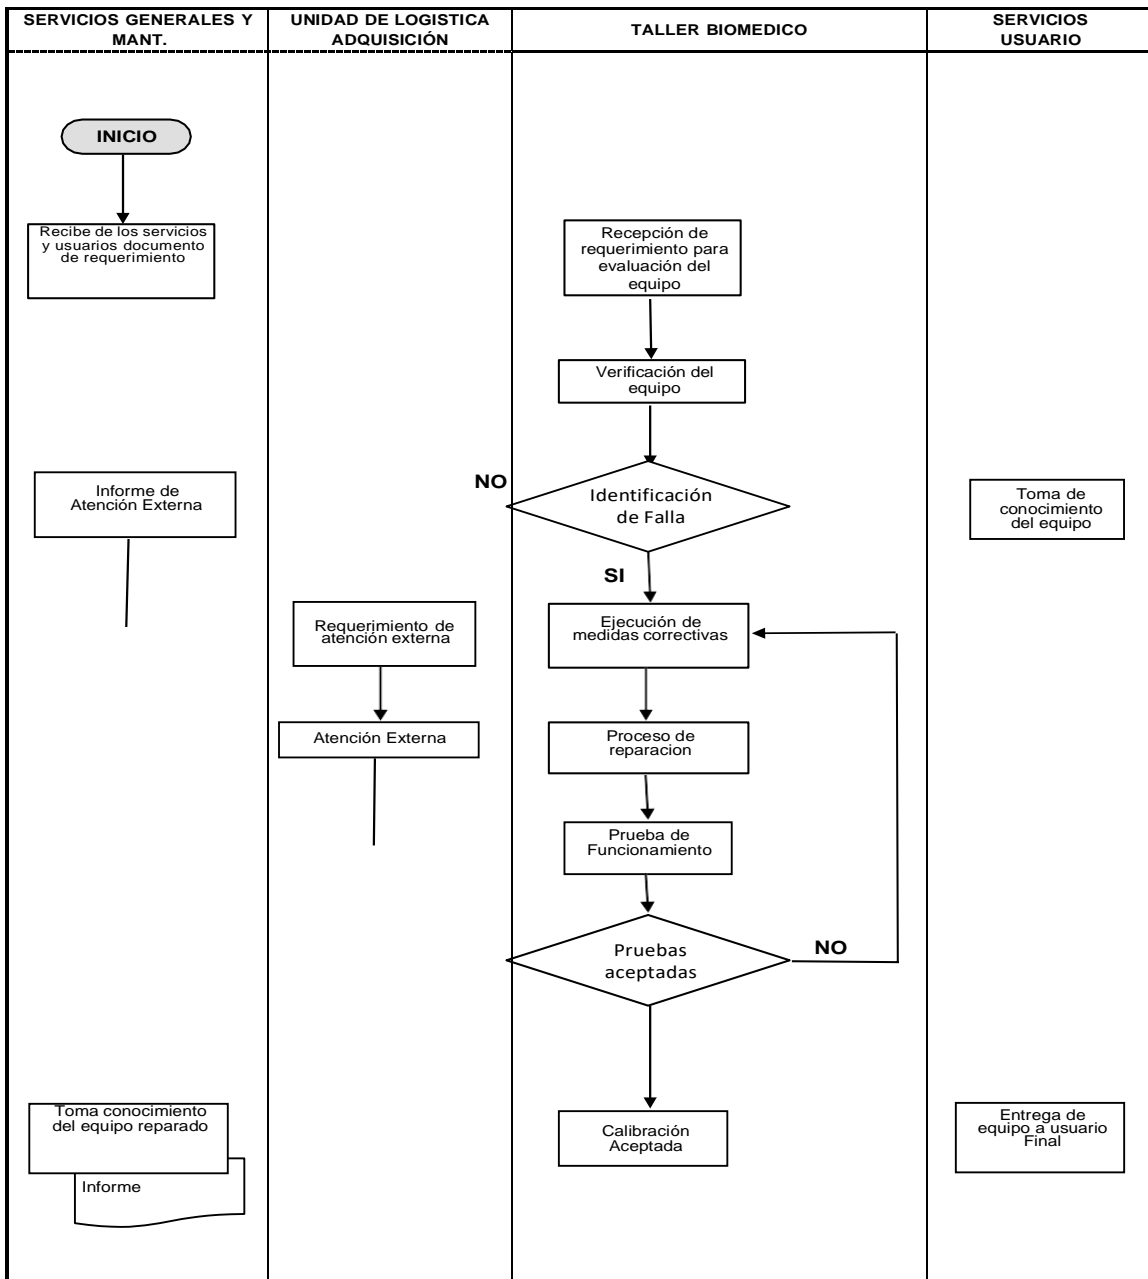 SERVICIOS GENERALES Y
MANT.
UNIDAD DE LOGISTICA
ADQUISICIÓN
TALLER BIOMEDICO
SERVICIOS
USUARIO
INICIO
Recibe de los servicios
y usuarios documento
de requerimiento
Recepción de
requerimiento para
evaluación del
equipo
Verificación del
equipo
Informe de
Atención Externa
NO
Identificación
de Falla
Toma de
conocimiento
del equipo
SI
Requerimiento de
atención externa
Ejecución de
medidas correctivas
Atención Externa
Proceso de
reparacion
Prueba de
Funcionamiento
Pruebas
aceptadas
NO
Toma conocimiento
del equipo reparado
Informe
Calibración
Aceptada
Entrega de
equipo a usuario
Final